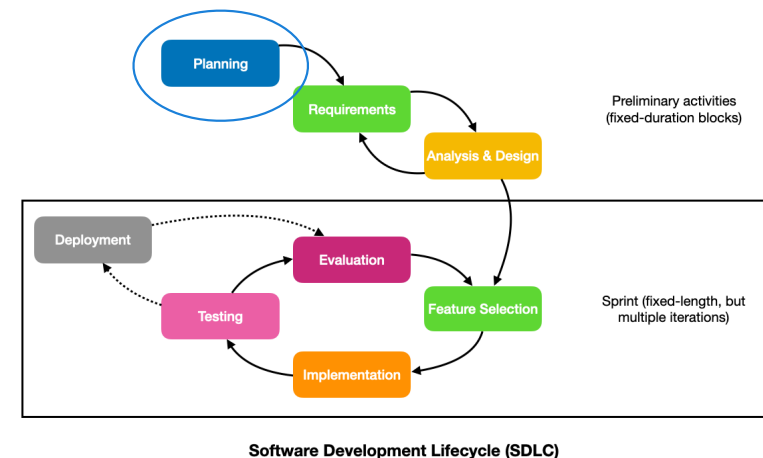 Planning
Requirements
Preliminary activities
(fixed-duration blocks)
Analysis & Design
Deployment
Evaluation
Feature Selection
Sprint (fixed-length, but
multiple iterations)
Testing
Implementation
Software Development Lifecycle (SDLC)